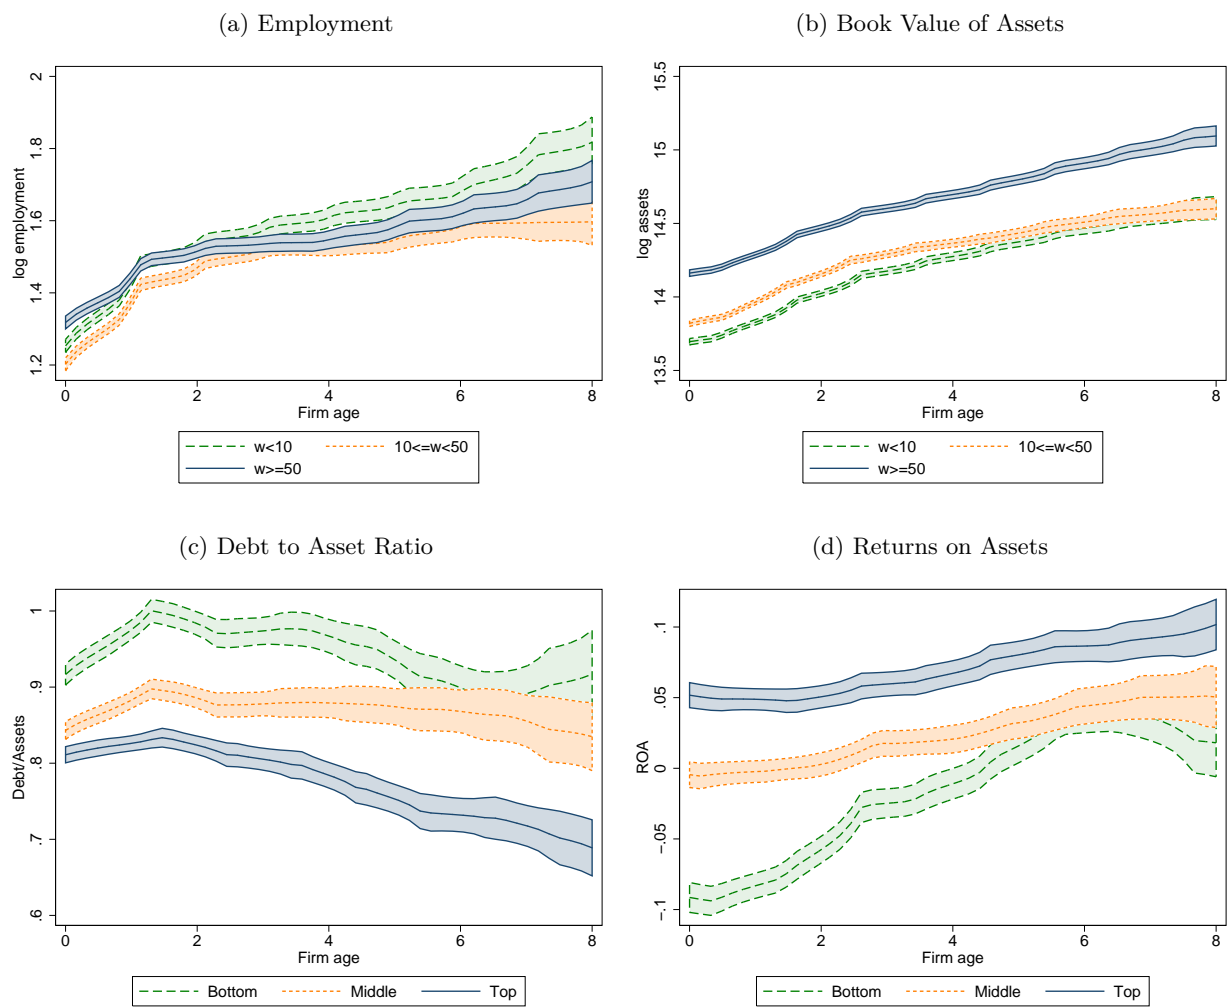 (a) Employment
(b) Book Value of Assets
log employment
2
1.8
1.6
1.4
1.2
0 2 4 6 8
Firm age
w<10 10<=w<50
w>=50
log assets
15.5
15
14.5
14
13.5
0 2 4 6 8
Firm age
w<10 10<=w<50
w>=50
(c) Debt to Asset Ratio
(d) Returns on Assets
Debt/Assets
1
.9
.8
.7
.6
0 2 4 6 8
Firm age
Bottom Middle Top
ROA
.1
.05
0
-.05
-.1
0 2 4 6 8
Firm age
Bottom Middle Top